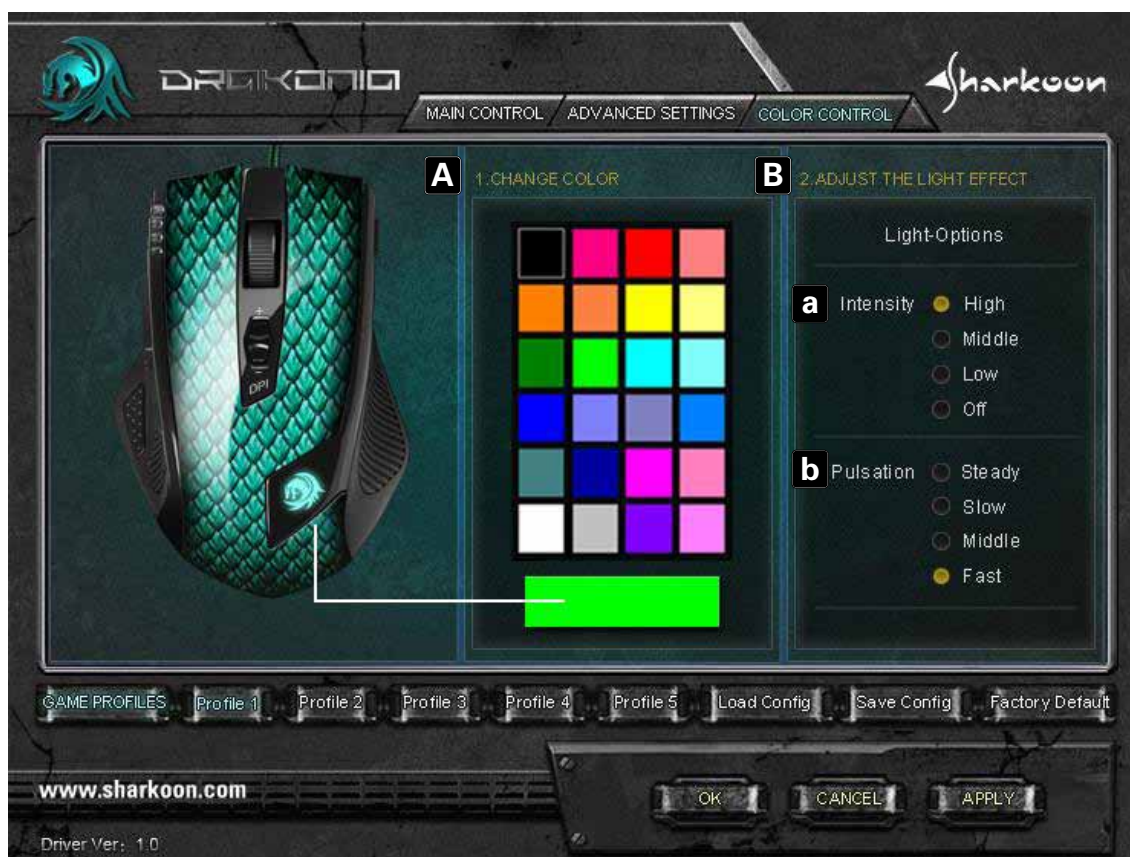 DRAKONIA
Sharkoon
MAIN CONTROL ADVANCED SETTINGS COLOR CONTROL
A 1.CHANGE COLOR
B 2.ADJUST THE LIGHT EFFECT
Light-Options
a Intensity High
Middle
Low
Off
b Pulsation Steady
Slow
Middle
Fast
+
DPI
GAME PROFILES Profile 1 Profile 2 Profile 3 Profile 4 Profile 5 Load Config Save Config Factory Default
www.sharkoon.com
OK CANCEL APPLY
Driver Ver: 1.0